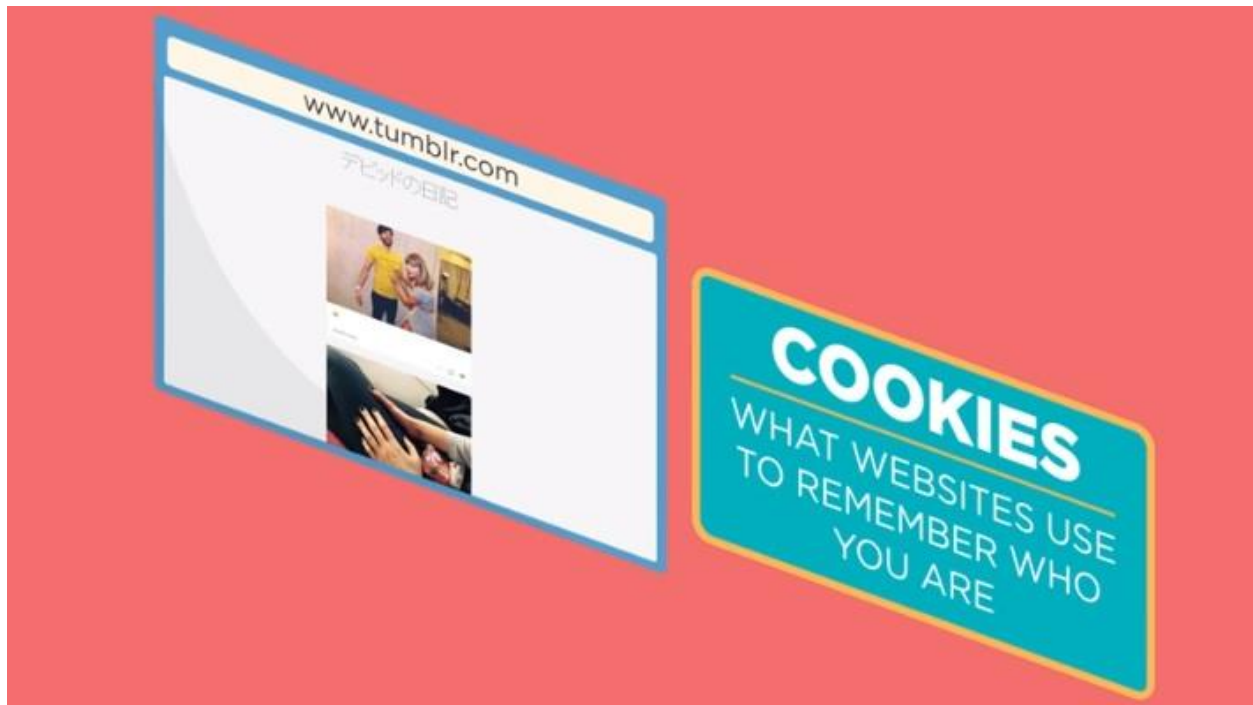 www.tumblr.com
デビッドの日記
COOKIES
WHAT WEBSITES USE
TO REMEMBER WHO
YOU ARE